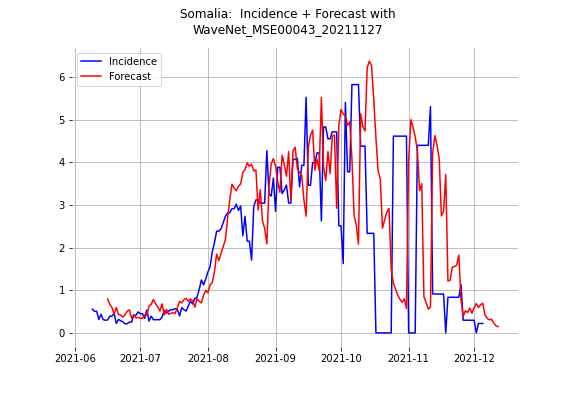 Somalia:  Incidence + Forecast with
WaveNet_MSE00043_20211127
Incidence
Forecast
6
5
4
3
2
1
0
2021-06 2021-07 2021-08 2021-09 2021-10 2021-11 2021-12